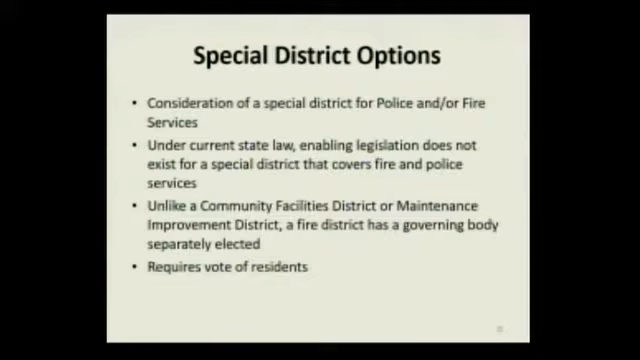 Special District Options
• Consideration of a special district for Police and/or Fire
Services
• Under current state law, enabling legislation does not
exist for a special district that covers fire and police
services
• Unlike a Community Facilities District or Maintenance
Improvement District, a fire district has a governing body
separately elected
• Requires vote of residents